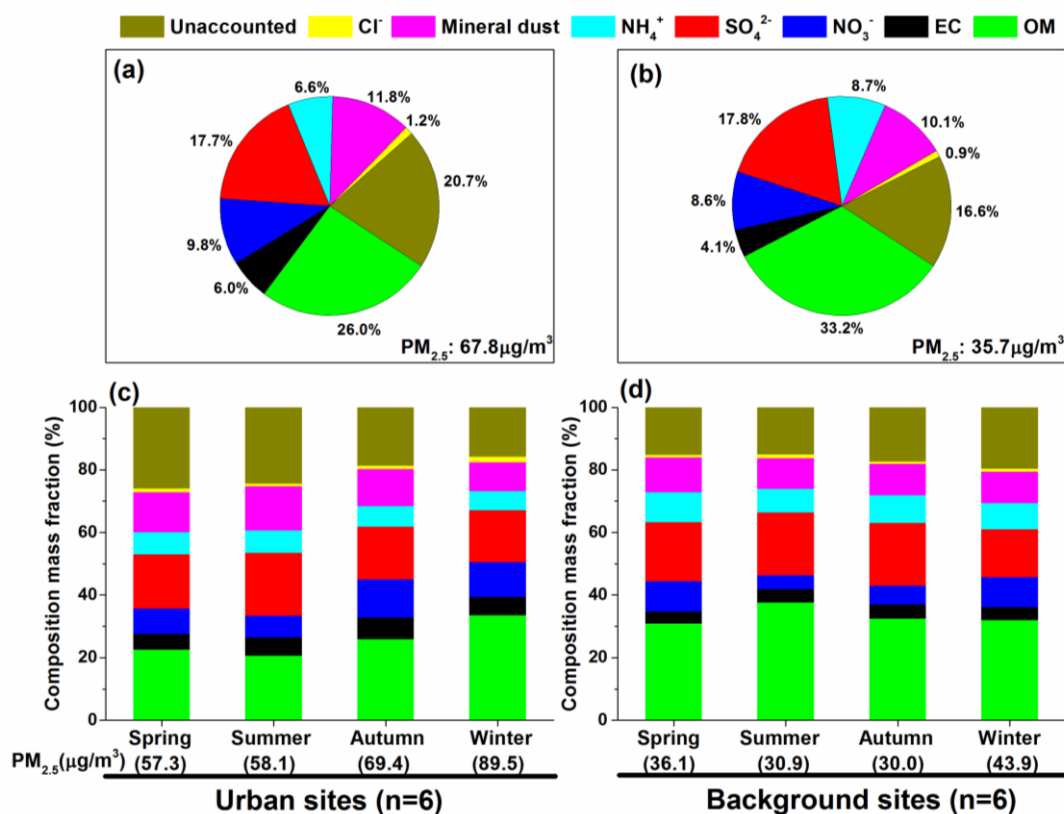 Unaccounted Cl⁻ Mineral dust NH₄⁺ SO₄²⁻ NO₃⁻ EC OM
(a)
6.6%
11.8%
1.2%
17.7%
20.7%
9.8%
6.0%
26.0%
PM₂.₅: 67.8μg/m³
(b)
8.7%
10.1%
17.8%
0.9%
8.6%
16.6%
4.1%
33.2%
PM₂.₅: 35.7μg/m³
(c)
Composition mass fraction (%)
100
80
60
40
20
0
Spring Summer Autumn Winter
PM₂.₅(μg/m³) (57.3) (58.1) (69.4) (89.5)
Urban sites (n=6)
(d)
Composition mass fraction (%)
100
80
60
40
20
0
Spring Summer Autumn Winter
(36.1) (30.9) (30.0) (43.9)
Background sites (n=6)